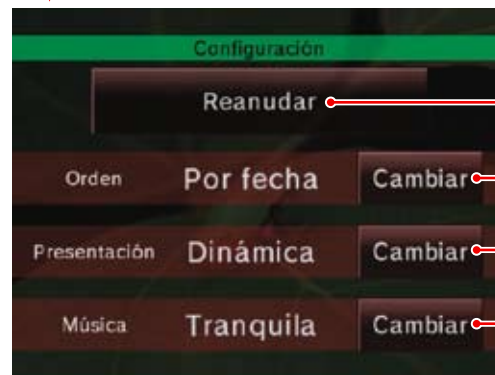 Configuración
Reanudar
Orden Por fecha Cambiar
Presentación Dinámica Cambiar
Música Tranquila Cambiar